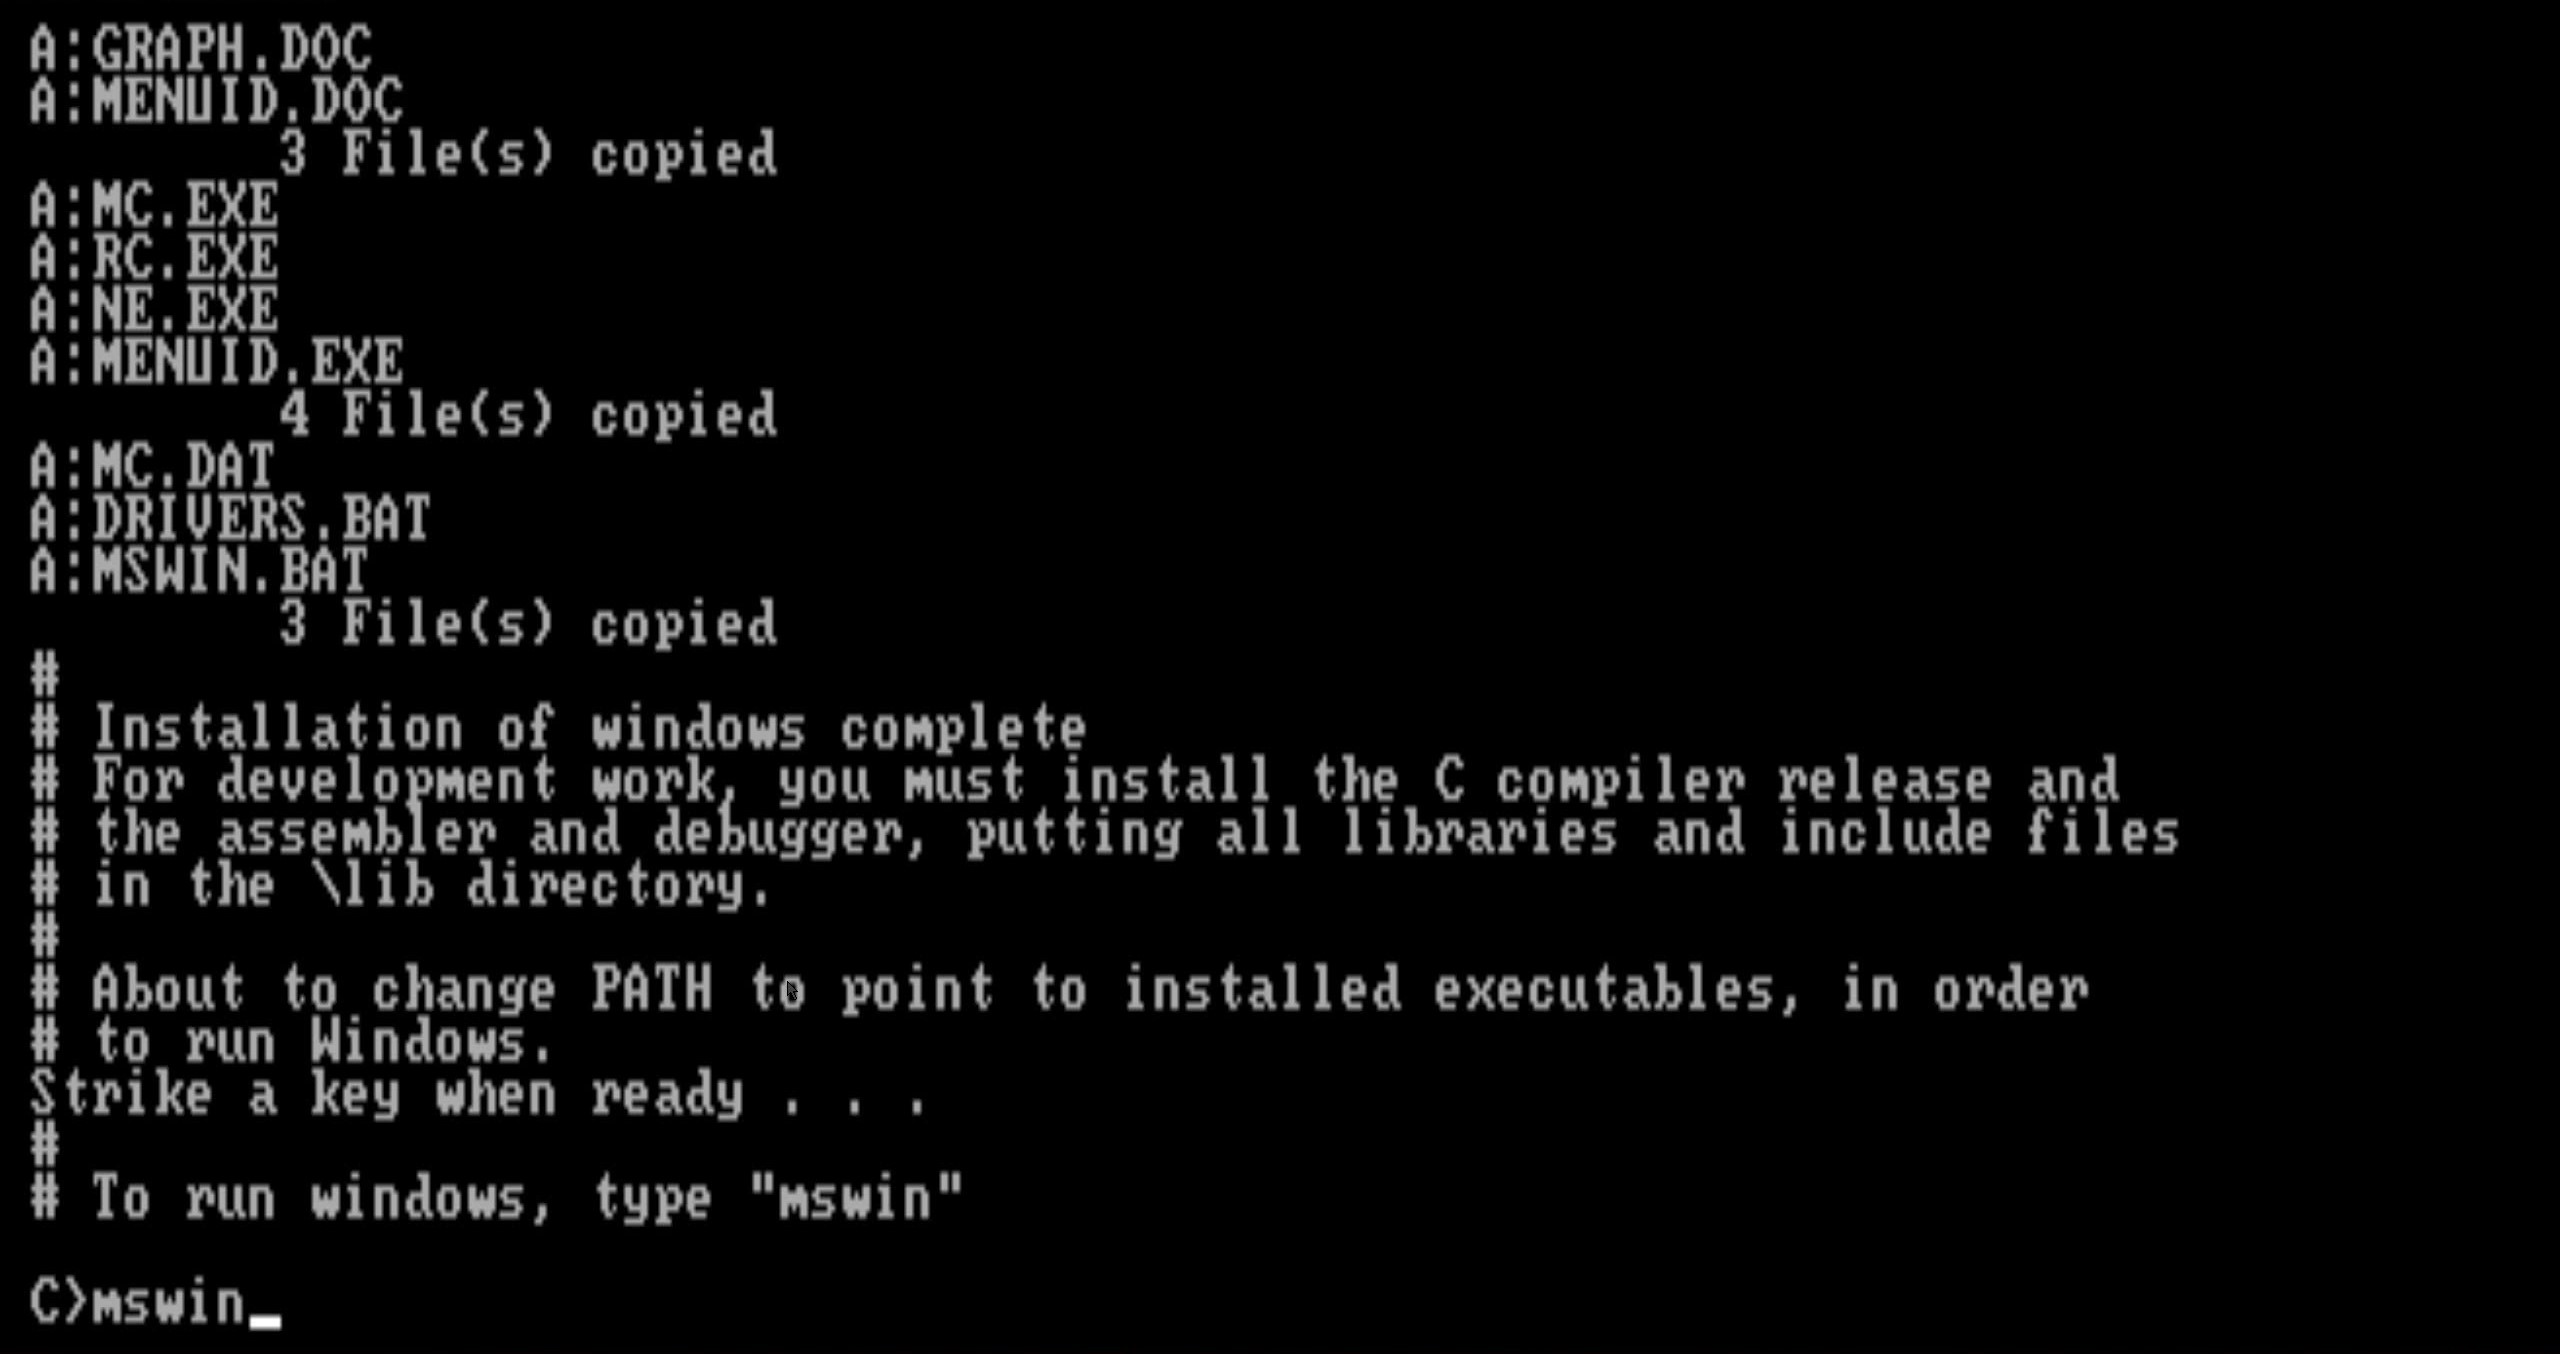 A:GRAPH.DOC
A:MENUID.DOC
        3 File(s) copied
A:MC.EXE
A:RC.EXE
A:NE.EXE
A:MENUID.EXE
        4 File(s) copied
A:MC.DAT
A:DRIVERS.BAT
A:MSWIN.BAT
        3 File(s) copied
#
# Installation of windows complete
# For development work, you must install the C compiler release and
# the assembler and debugger, putting all libraries and include files
# in the \lib directory.
#
# About to change PATH to point to installed executables, in order
# to run Windows.
Strike a key when ready . . .
#
# To run windows, type "mswin"

C>mswin_